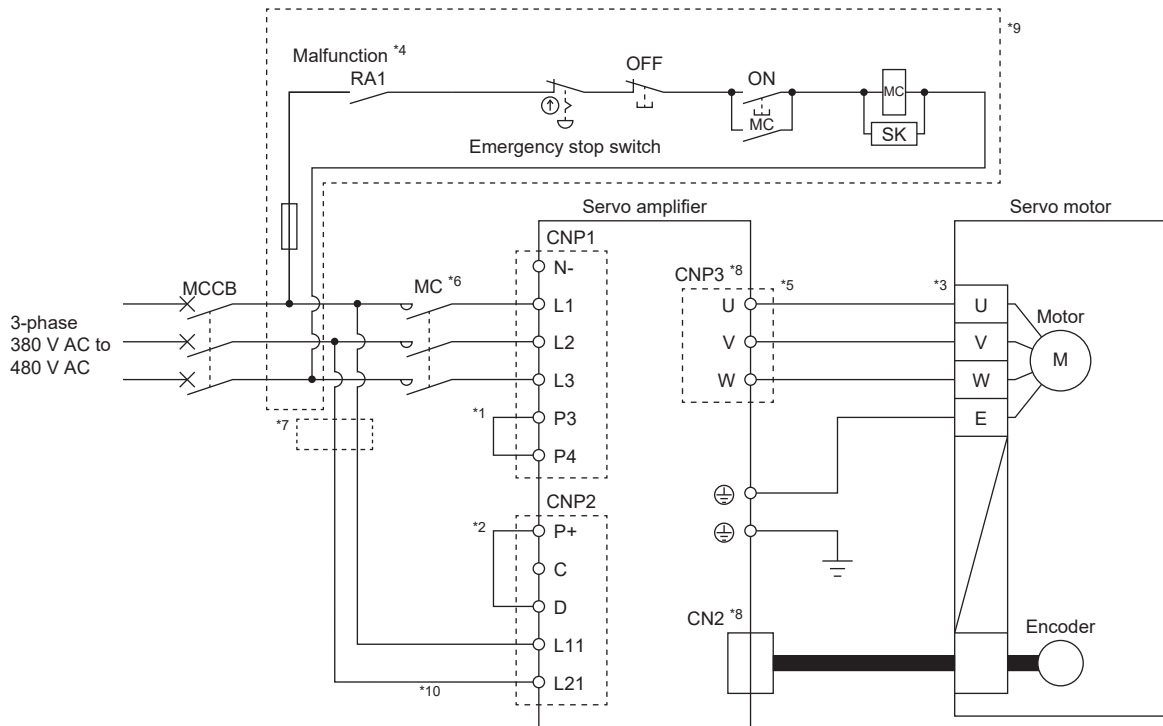 *9
Malfunction *4
RA1
OFF
ON
MC
MC
SK
Emergency stop switch
Servo amplifier
Servo motor
CNP1
N-
MCCB
MC *6
L1
CNP3 *8
U
*5
*3
U
Motor
3-phase
380 V AC to
480 V AC
L2
V
V
M
L3
W
W
*7
*1
P3
E
P4
CNP2
*2
P+
C
D
CN2 *8
L11
Encoder
*10
L21